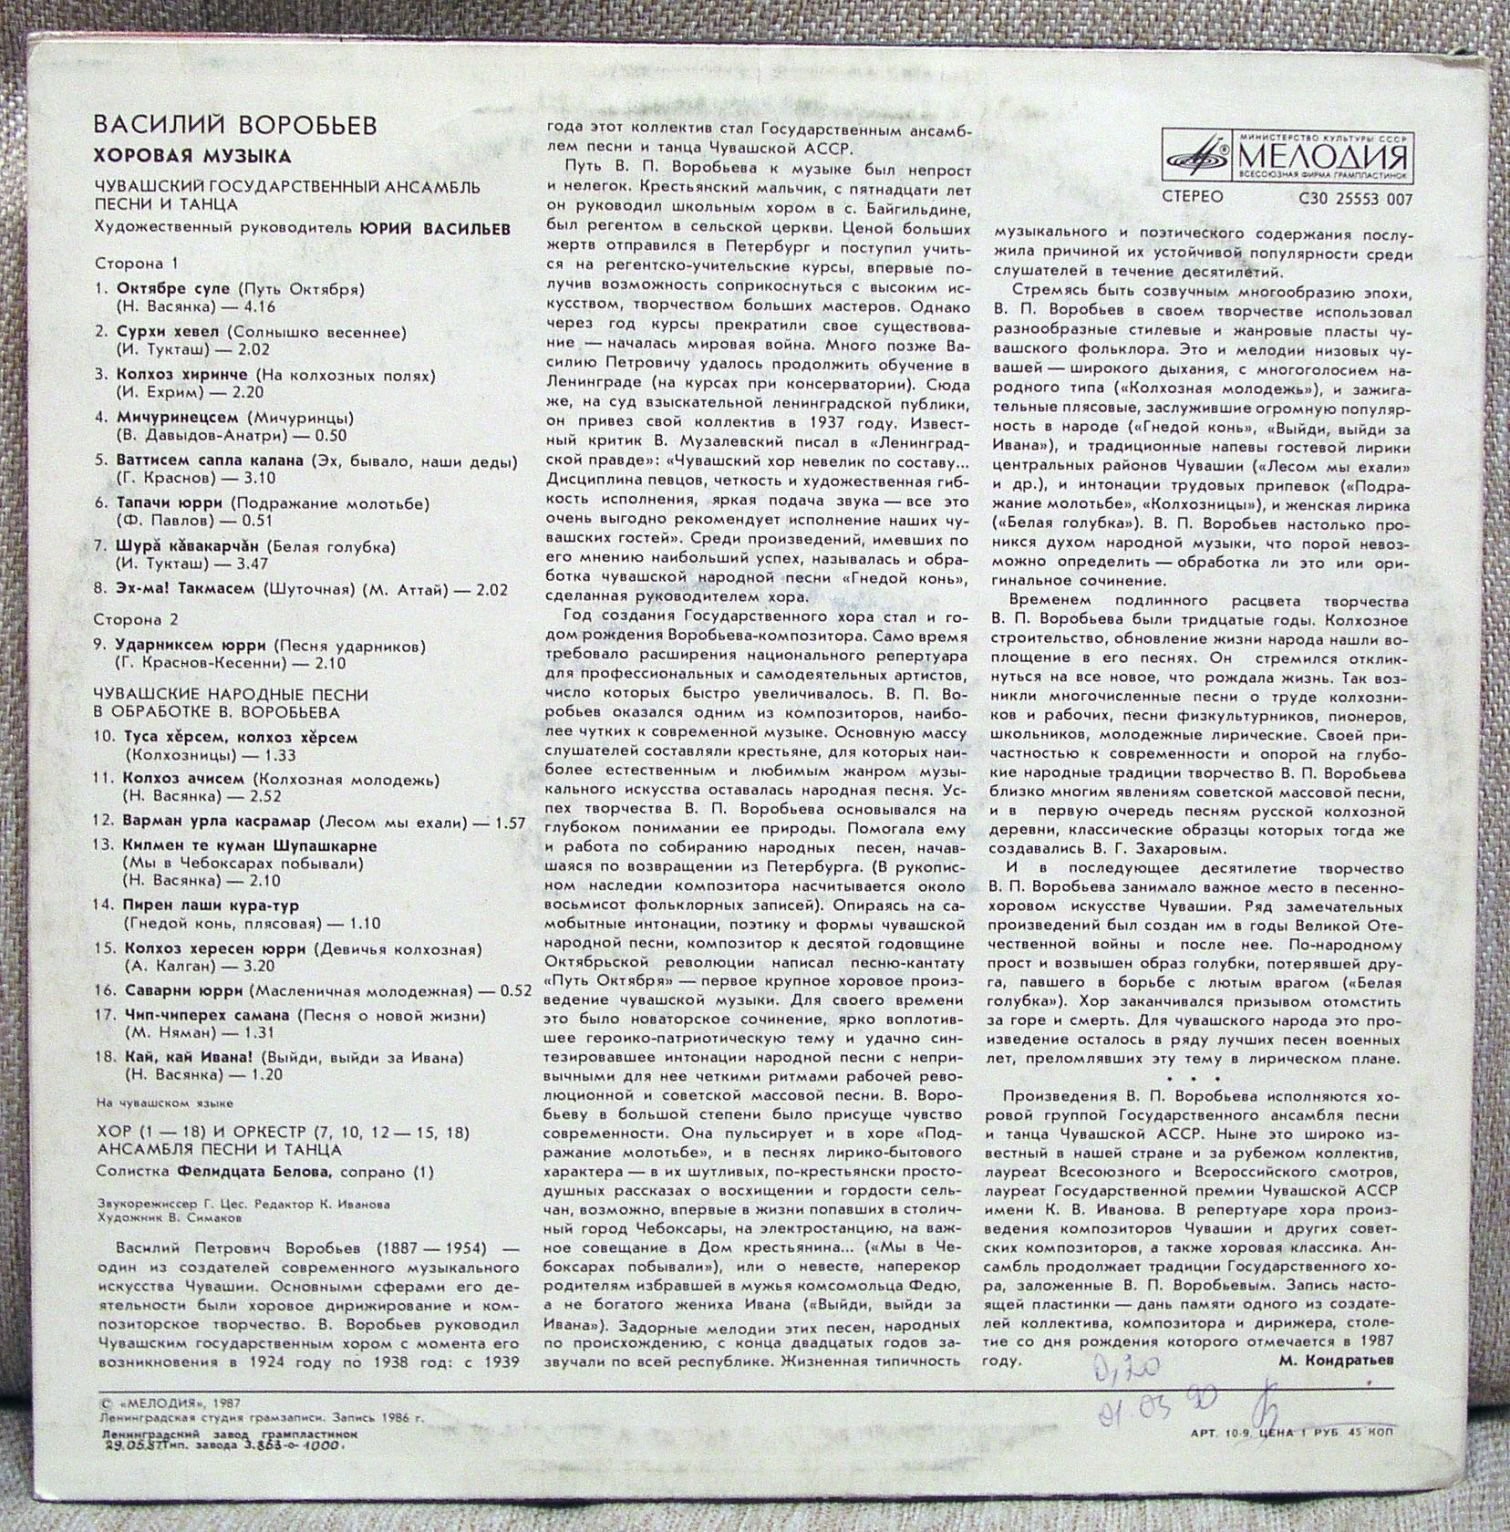 ВАСИЛИЙ ВОРОБЬЕВ
ХОРОВАЯ МУЗЫКА
ЧУВАШСКИЙ ГОСУДАРСТВЕННЫЙ АНСАМБЛЬ
ПЕСНИ И ТАНЦА
Художественный руководитель ЮРИЙ ВАСИЛЬЕВ
Сторона 1
1. Октябре суле (Путь Октября)
(Н. Васянка) — 4.16
2. Сурхи хевел (Солнышко весеннее)
(И. Тукташ) — 2.02
3. Колхоз хиринче (На колхозных полях)
(И. Ехрим) — 2.20
4. Мичуринецсем (Мичуринцы)
(В. Давыдов-Анатри) — 0.50
5. Ваттисем сапла калана (Эх, бывало, наши деды)
(Г. Краснов) — 3.10
6. Тапачи юрри (Подражание молотьбе)
(Ф. Павлов) — 0.51
7. Шурӑ кӑвакарчӑн (Белая голубка)
(И. Тукташ) — 3.47
8. Эх-ма! Такмасем (Шуточная) (М. Аттай) — 2.02
Сторона 2
9. Ударниксем юрри (Песня ударников)
(Г. Краснов-Кесенни) — 2.10
ЧУВАШСКИЕ НАРОДНЫЕ ПЕСНИ
В ОБРАБОТКЕ В. ВОРОБЬЕВА
10. Туса хӗрсем, колхоз хӗрсем
(Колхозницы) — 1.33
11. Колхоз ачисем (Колхозная молодежь)
(Н. Васянка) — 2.52
12. Варман урла касрамар (Лесом мы ехали) — 1.57
13. Килмен те куман Шупашкарне
(Мы в Чебоксарах побывали)
(Н. Васянка) — 2.10
14. Пирен лаши кура-тур
(Гнедой конь, плясовая) — 1.10
15. Колхоз хересен юрри (Девичья колхозная)
(А. Калган) — 3.20
16. Саварни юрри (Масленичная молодежная) — 0.52
17. Чип-чиперех самана (Песня о новой жизни)
(М. Няман) — 1.31
18. Кай, кай Ивана! (Выйди, выйди за Ивана)
(Н. Васянка) — 1.20
На чувашском языке
ХОР (1 — 18) И ОРКЕСТР (7, 10, 12 — 15, 18)
АНСАМБЛЯ ПЕСНИ И ТАНЦА
Солистка Фелидцата Белова, сопрано (1)
Звукорежиссер Г. Цес. Редактор К. Иванова
Художник В. Симаков
Василий Петрович Воробьев (1887 — 1954) —
один из создателей современного музыкального
искусства Чувашии. Основными сферами его де-
ятельности были хоровое дирижирование и ком-
позиторское творчество. В. Воробьев руководил
Чувашским государственным хором с момента его
возникновения в 1924 году по 1938 год: с 1939
года этот коллектив стал Государственным ансамб-
лем песни и танца Чувашской АССР.
Путь В. П. Воробьева к музыке был непрост
и нелегок. Крестьянский мальчик, с пятнадцати лет
он руководил школьным хором в с. Байгильдине,
был регентом в сельской церкви. Ценой больших
жертв отправился в Петербург и поступил учить-
ся на регентско-учительские курсы, впервые по-
лучив возможность соприкоснуться с высоким ис-
кусством, творчеством больших мастеров. Однако
через год курсы прекратили свое существова-
ние — началась мировая война. Много позже Ва-
силию Петровичу удалось продолжить обучение в
Ленинграде (на курсах при консерватории). Сюда
же, на суд взыскательной ленинградской публики,
он привез свой коллектив в 1937 году. Извест-
ный критик В. Музалевский писал в «Ленинград-
ской правде»: «Чувашский хор невелик по составу...
Дисциплина певцов, четкость и художественная гиб-
кость исполнения, яркая подача звука — все это
очень выгодно рекомендует исполнение наших чу-
вашских гостей». Среди произведений, имевших по
его мнению наибольший успех, называлась и обра-
ботка чувашской народной песни «Гнедой конь»,
сделанная руководителем хора.
Год создания Государственного хора стал и го-
дом рождения Воробьева-композитора. Само время
требовало расширения национального репертуара
для профессиональных и самодеятельных артистов,
число которых быстро увеличивалось. В. П. Во-
робьев оказался одним из композиторов, наибо-
лее чутких к современной музыке. Основную массу
слушателей составляли крестьяне, для которых наи-
более естественным и любимым жанром музы-
кального искусства оставалась народная песня. Ус-
пех творчества В. П. Воробьева основывался на
глубоком понимании ее природы. Помогала ему
и работа по собиранию народных песен, начав-
шаяся по возвращении из Петербурга. (В рукопис-
ном наследии композитора насчитывается около
восьмисот фольклорных записей). Опираясь на са-
мобытные интонации, поэтику и формы чувашской
народной песни, композитор к десятой годовщине
Октябрьской революции написал песню-кантату
«Путь Октября» — первое крупное хоровое произ-
ведение чувашской музыки. Для своего времени
это было новаторское сочинение, ярко воплотив-
шее героико-патриотическую тему и удачно син-
тезировавшее интонации народной песни с непри-
вычными для нее четкими ритмами рабочей рево-
люционной и советской массовой песни. В. Воро-
бьеву в большой степени было присуще чувство
современности. Она пульсирует и в хоре «Под-
ражание молотьбе», и в песнях лирико-бытового
характера — в их шутливых, по-крестьянски просто-
душных рассказах о восхищении и гордости сель-
чан, возможно, впервые в жизни попавших в столич-
ный город Чебоксары, на электростанцию, на важ-
ное совещание в Дом крестьянина... («Мы в Че-
боксарах побывали»), или о невесте, наперекор
родителям избравшей в мужья комсомольца Федю,
а не богатого жениха Ивана («Выйди, выйди за
Ивана»). Задорные мелодии этих песен, народных
по происхождению, с конца двадцатых годов за-
звучали по всей республике. Жизненная типичность
МИНИСТЕРСТВО КУЛЬТУРЫ СССР
МЕЛОДИЯ
ВСЕСОЮЗНАЯ ФИРМА ГРАМПЛАСТИНОК
СТЕРЕО С30 25553 007
музыкального и поэтического содержания послу-
жила причиной их устойчивой популярности среди
слушателей в течение десятилетий.
Стремясь быть созвучным многообразию эпохи,
В. П. Воробьев в своем творчестве использовал
разнообразные стилевые и жанровые пласты чу-
вашского фольклора. Это и мелодии низовых чу-
вашей — широкого дыхания, с многоголосием на-
родного типа («Колхозная молодежь»), и зажига-
тельные плясовые, заслужившие огромную популяр-
ность в народе («Гнедой конь», «Выйди, выйди за
Ивана»), и традиционные напевы гостевой лирики
центральных районов Чувашии («Лесом мы ехали»
и др.), и интонации трудовых припевок («Подра-
жание молотьбе», «Колхозницы»), и женская лирика
(«Белая голубка»). В. П. Воробьев настолько про-
никся духом народной музыки, что порой невоз-
можно определить — обработка ли это или ори-
гинальное сочинение.
Временем подлинного расцвета творчества
В. П. Воробьева были тридцатые годы. Колхозное
строительство, обновление жизни народа нашли во-
площение в его песнях. Он стремился отклик-
нуться на все новое, что рождала жизнь. Так воз-
никли многочисленные песни о труде колхозни-
ков и рабочих, песни физкультурников, пионеров,
школьников, молодежные лирические. Своей при-
частностью к современности и опорой на глубо-
кие народные традиции творчество В. П. Воробьева
близко многим явлениям советской массовой песни,
и в первую очередь песням русской колхозной
деревни, классические образцы которых тогда же
создавались В. Г. Захаровым.
И в последующее десятилетие творчество
В. П. Воробьева занимало важное место в песенно-
хоровом искусстве Чувашии. Ряд замечательных
произведений был создан им в годы Великой Оте-
чественной войны и после нее. По-народному
прост и возвышен образ голубки, потерявшей дру-
га, павшего в борьбе с лютым врагом («Белая
голубка»). Хор заканчивался призывом отомстить
за горе и смерть. Для чувашского народа это про-
изведение осталось в ряду лучших песен военных
лет, преломлявших эту тему в лирическом плане.
• • •
Произведения В. П. Воробьева исполняются хо-
ровой группой Государственного ансамбля песни
и танца Чувашской АССР. Ныне это широко из-
вестный в нашей стране и за рубежом коллектив,
лауреат Всесоюзного и Всероссийского смотров,
лауреат Государственной премии Чувашской АССР
имени К. В. Иванова. В репертуаре хора произ-
ведения композиторов Чувашии и других совет-
ских композиторов, а также хоровая классика. Ан-
самбль продолжает традиции Государственного хо-
ра, заложенные В. П. Воробьевым. Запись насто-
ящей пластинки — дань памяти одного из создате-
лей коллектива, композитора и дирижера, столе-
тие со дня рождения которого отмечается в 1987
году. М. Кондратьев
0,20
21.03 90
© «МЕЛОДИЯ», 1987
Ленинградская студия грамзаписи. Запись 1986 г.
Ленинградский завод грампластинок
29.05.87 Тип. завода З.853-о-1000.
АРТ. 10-9. ЦЕНА 1 РУБ. 45 КОП